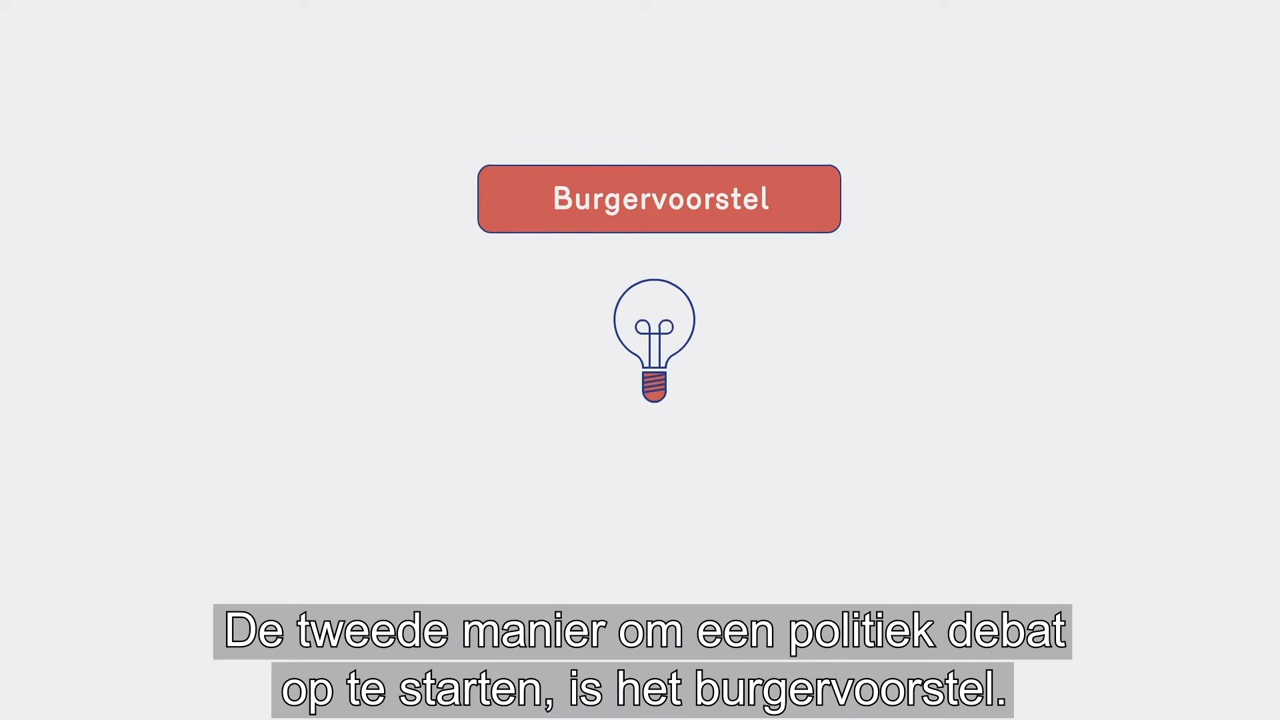 Burgervoorstel
De tweede manier om een politiek debat
op te starten, is het burgervoorstel.